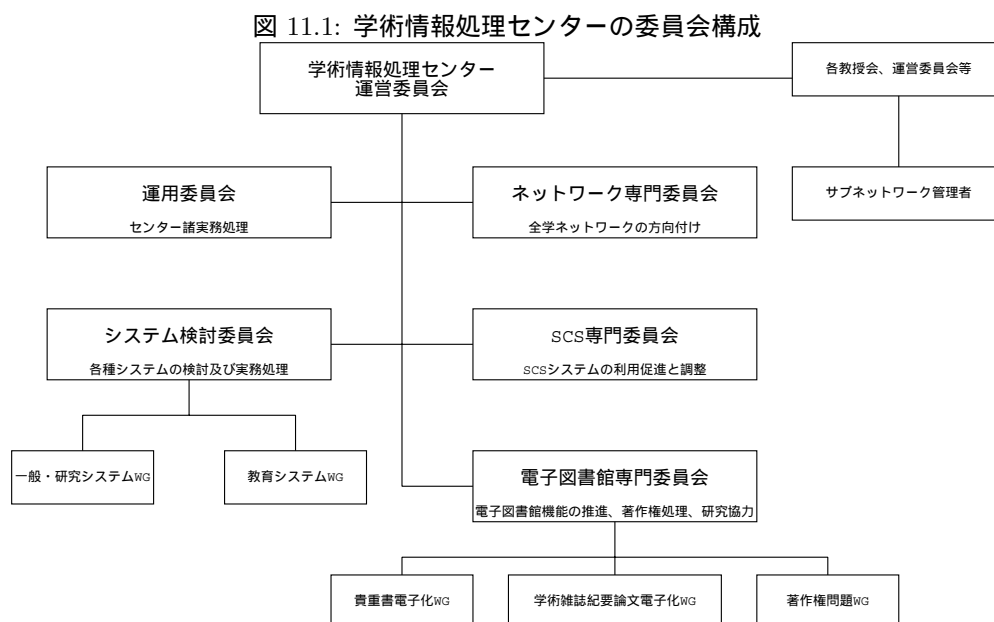 図 11.1: 学術情報処理センターの委員会構成
学術情報処理センター
運営委員会
各教授会、運営委員会等
運用委員会
センター諸実務処理
ネットワーク専門委員会
全学ネットワークの方向付け
サブネットワーク管理者
システム検討委員会
各種システムの検討及び実務処理
SCS専門委員会
SCSシステムの利用促進と調整
一般・研究システムWG
教育システムWG
電子図書館専門委員会
電子図書館機能の推進、著作権処理、研究協力
貴重書電子化WG
学術雑誌紀要論文電子化WG
著作権問題WG